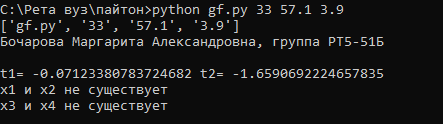 C:\Рета вуз\пайтон>python gf.py 33 57.1 3.9
['gf.py', '33', '57.1', '3.9']
Бочарова Маргарита Александровна, группа РТ5-51Б
t1= -0.07123380783724682 t2= -1.6590692224657835
x1 и x2 не существует
x3 и x4 не существует